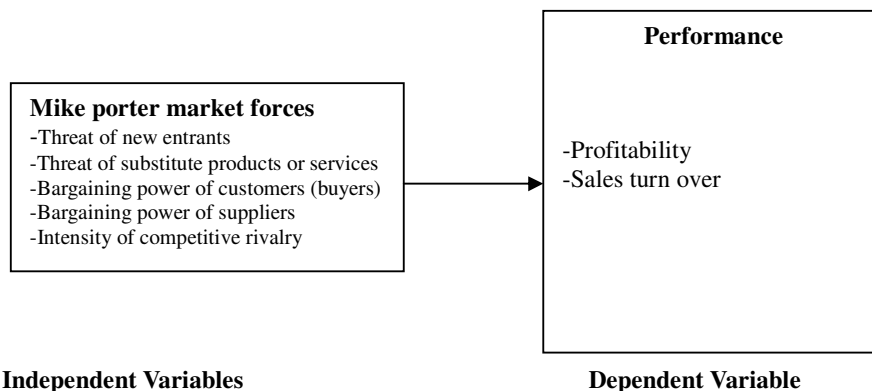 Performance
Mike porter market forces
-Threat of new entrants
-Threat of substitute products or services
-Bargaining power of customers (buyers)
-Bargaining power of suppliers
-Intensity of competitive rivalry
-Profitability
-Sales turn over
Independent Variables
Dependent Variable